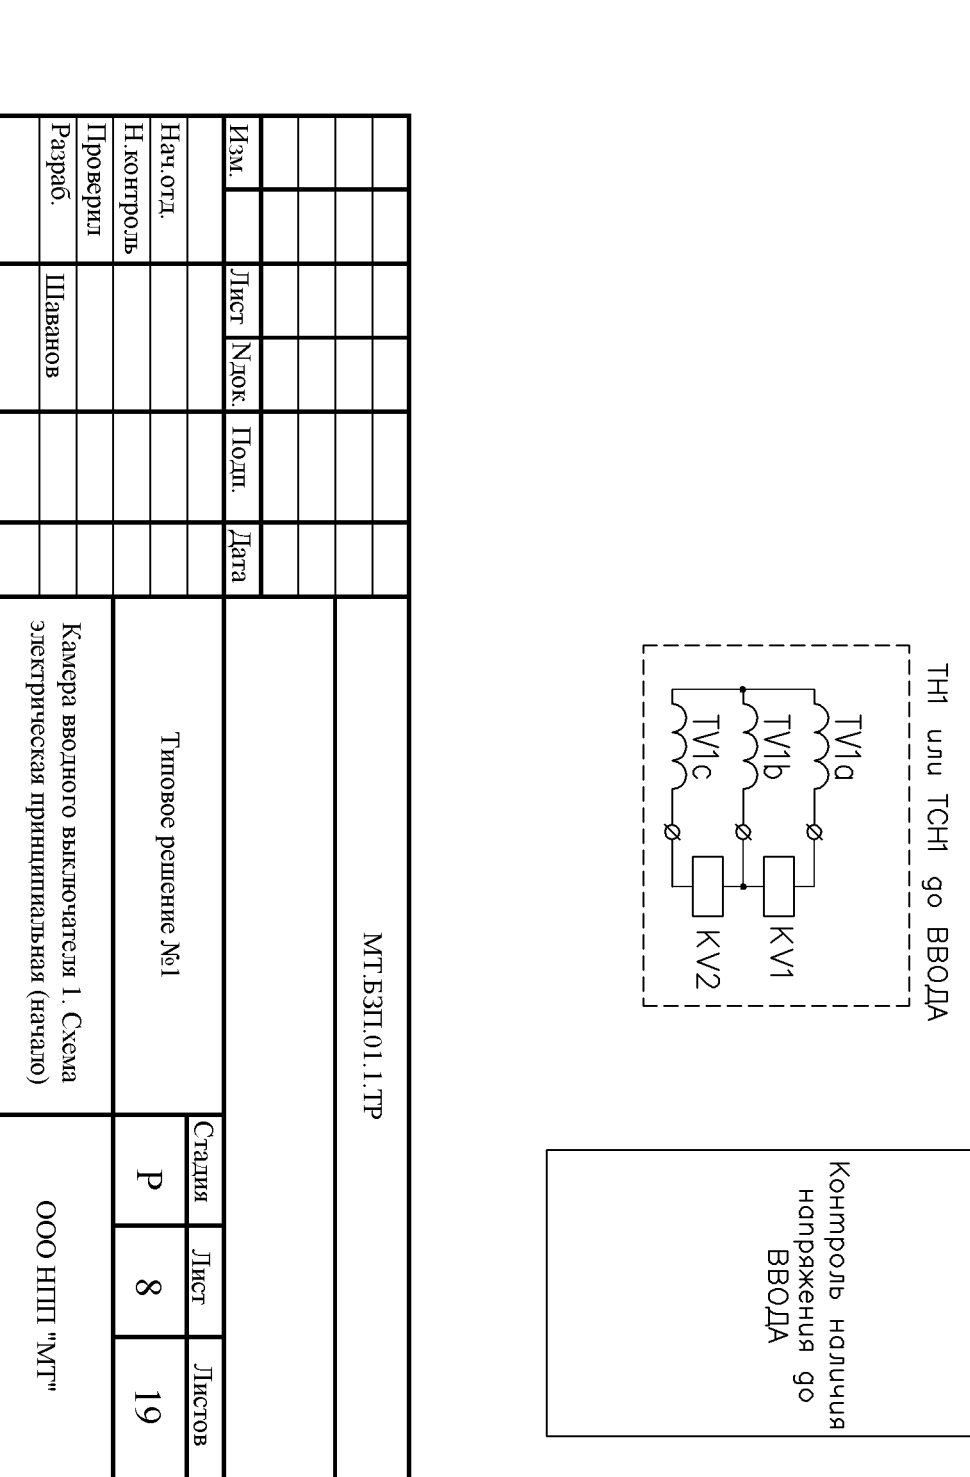 ТН1 или ТСН1 до ВВОДА
TV1a
TV1b
TV1c
KV1
KV2
Контроль наличия
напряжения до
ВВОДА
МТ.БЗП.01.1.ТР
Изм.
Лист
Nдок.
Подп.
Дата
Нач.отд.
Н.контроль
Проверил
Разраб.
Шаванов
Типовое решение №1
Стадия
Лист
Листов
Р
8
19
Камера вводного выключателя 1. Схема
электрическая принципиальная (начало)
ООО НПП "МТ"